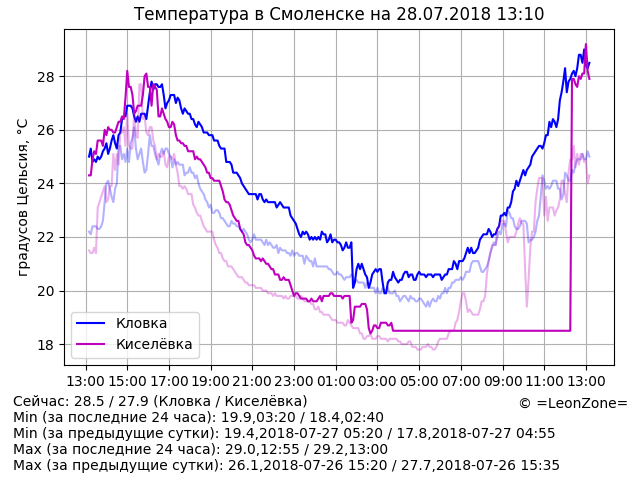 Температура в Смоленске на 28.07.2018 13:10
градусов Цельсия, °C
28
26
24
22
20
18
Кловка
Киселёвка
13:00 15:00 17:00 19:00 21:00 23:00 01:00 03:00 05:00 07:00 09:00 11:00 13:00
Сейчас: 28.5 / 27.9 (Кловка / Киселёвка)
© =LeonZone=
Min (за последние 24 часа): 19.9,03:20 / 18.4,02:40
Min (за предыдущие сутки): 19.4,2018-07-27 05:20 / 17.8,2018-07-27 04:55
Max (за последние 24 часа): 29.0,12:55 / 29.2,13:00
Max (за предыдущие сутки): 26.1,2018-07-26 15:20 / 27.7,2018-07-26 15:35